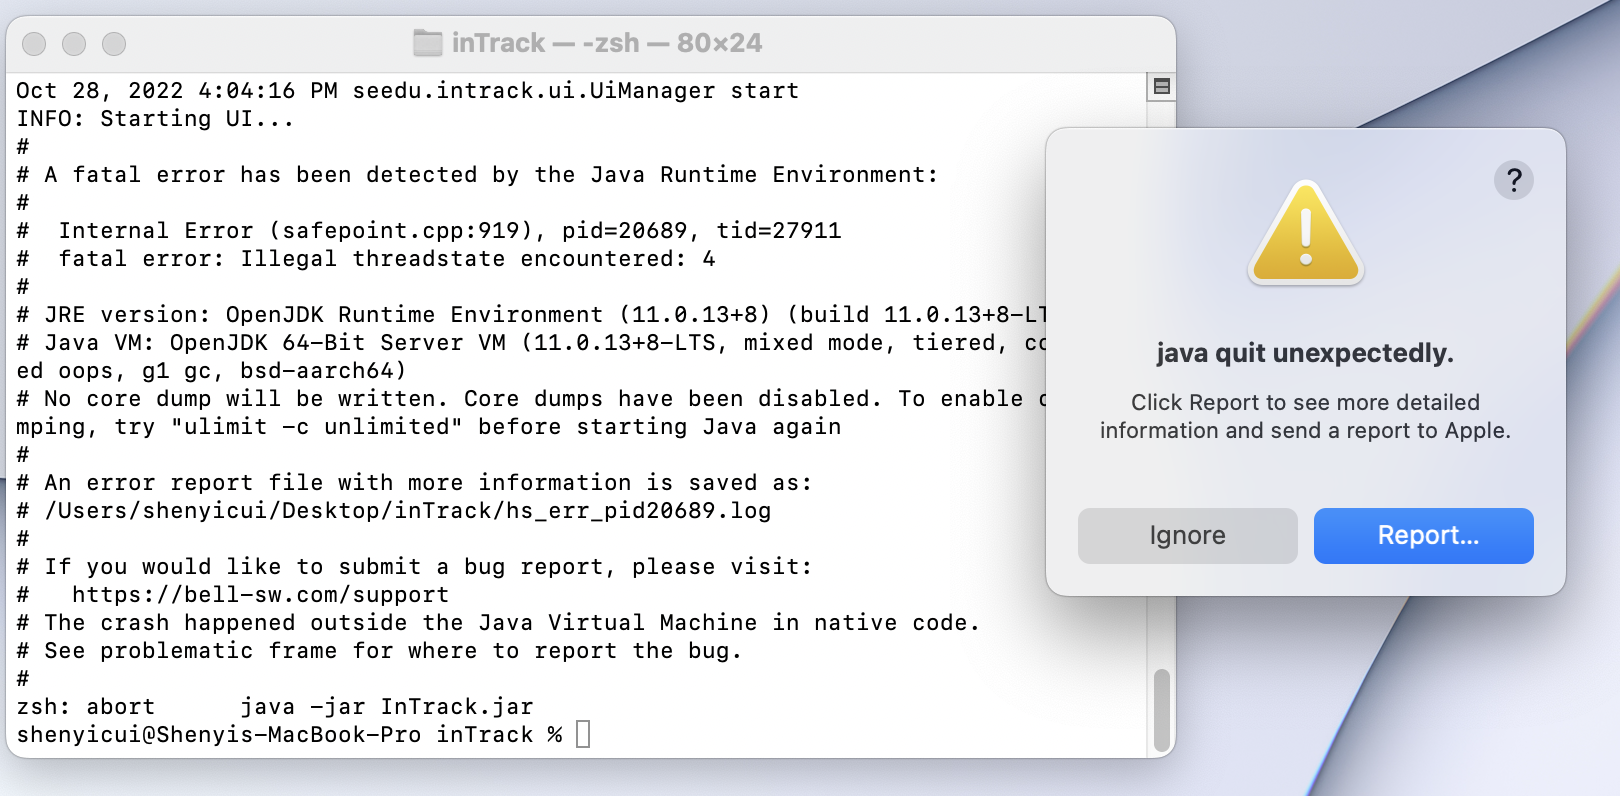 inTrack — -zsh — 80×24
Oct 28, 2022 4:04:16 PM seedu.intrack.ui.UiManager start
INFO: Starting UI...
#
# A fatal error has been detected by the Java Runtime Environment:
#
#  Internal Error (safepoint.cpp:919), pid=20689, tid=27911
#  fatal error: Illegal threadstate encountered: 4
#
# JRE version: OpenJDK Runtime Environment (11.0.13+8) (build 11.0.13+8-LT
# Java VM: OpenJDK 64-Bit Server VM (11.0.13+8-LTS, mixed mode, tiered, co
ed oops, g1 gc, bsd-aarch64)
# No core dump will be written. Core dumps have been disabled. To enable
mping, try "ulimit -c unlimited" before starting Java again
#
# An error report file with more information is saved as:
# /Users/shenyicui/Desktop/inTrack/hs_err_pid20689.log
#
# If you would like to submit a bug report, please visit:
#   https://bell-sw.com/support
# The crash happened outside the Java Virtual Machine in native code.
# See problematic frame for where to report the bug.
#
zsh: abort      java -jar InTrack.jar
shenyicui@Shenyis-MacBook-Pro inTrack %
?
java quit unexpectedly.
Click Report to see more detailed
information and send a report to Apple.
Ignore
Report...